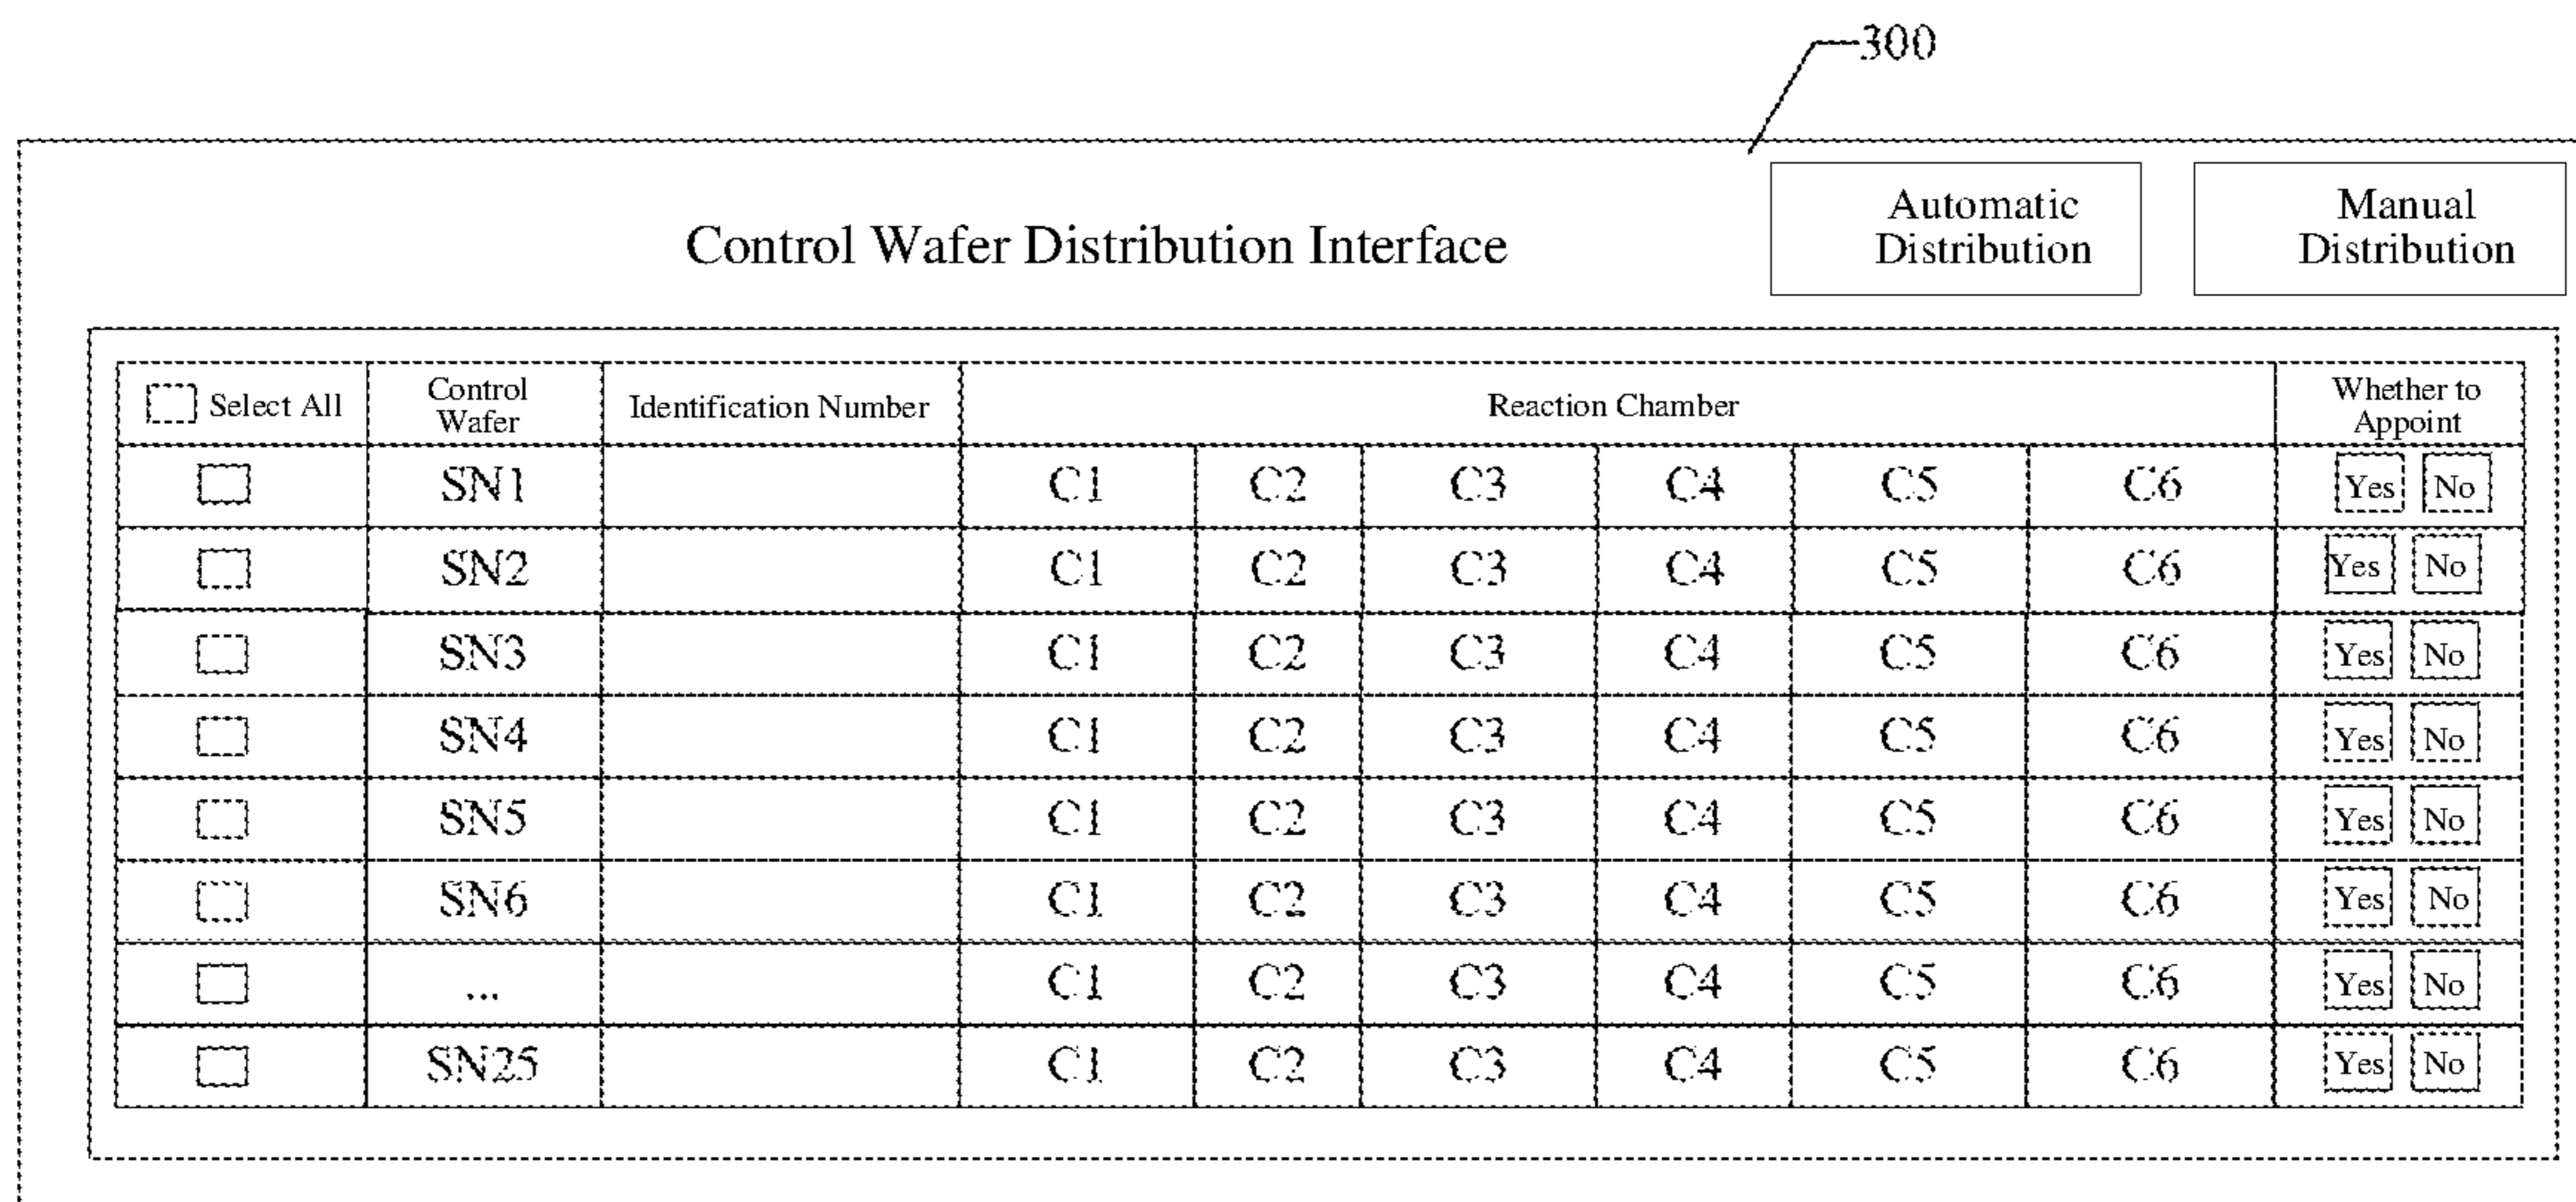 300
Control Wafer Distribution Interface
Automatic
Distribution
Manual
Distribution
Select All
Control
Wafer
Identification Number
Reaction Chamber
Whether to
Appoint
SN1 C1 C2 C3 C4 C5 C6 Yes No
SN2 C1 C2 C3 C4 C5 C6 Yes No
SN3 C1 C2 C3 C4 C5 C6 Yes No
SN4 C1 C2 C3 C4 C5 C6 Yes No
SN5 C1 C2 C3 C4 C5 C6 Yes No
SN6 C1 C2 C3 C4 C5 C6 Yes No
... C1 C2 C3 C4 C5 C6 Yes No
SN25 C1 C2 C3 C4 C5 C6 Yes No